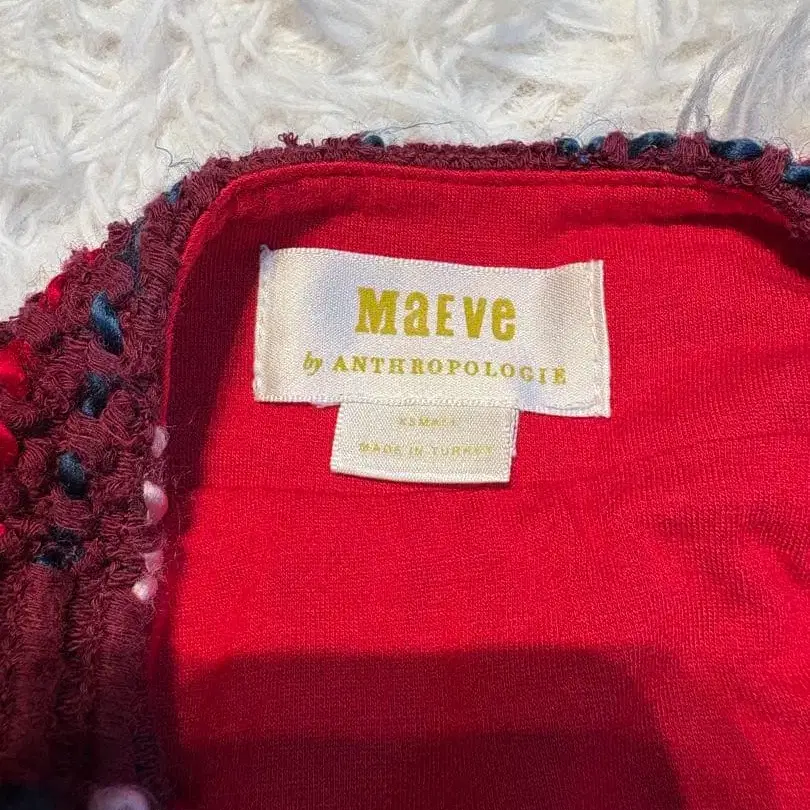 MaEve
by ANTHROPOLOGIE
XSMALL
MADE IN TURKEY